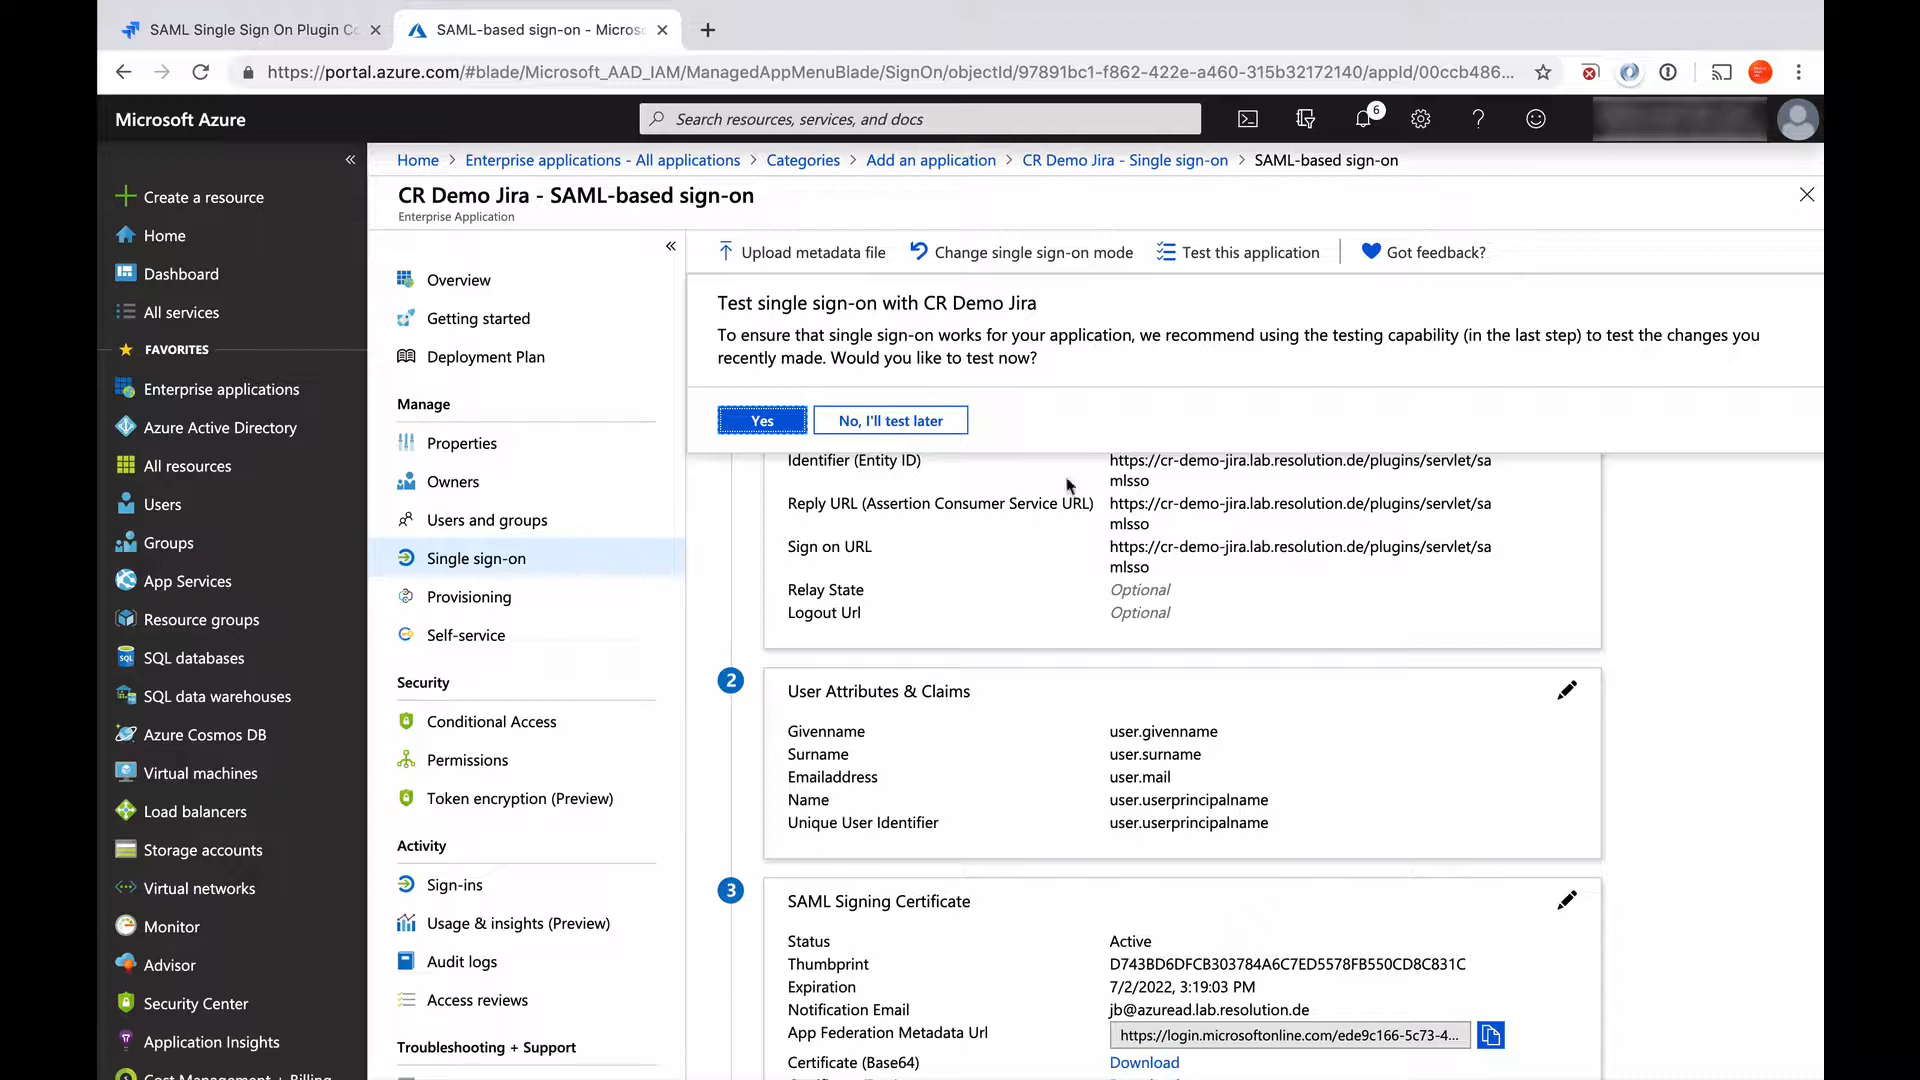 SAML Single Sign On Plugin Co
SAML-based sign-on - Micros
https://portal.azure.com/#blade/Microsoft_AAD_IAM/ManagedAppMenuBlade/SignOn/objectId/97891bc1-f862-422e-a460-315b32172140/appId/00ccb486...
Microsoft Azure
Search resources, services, and docs
6
Home > Enterprise applications - All applications > Categories > Add an application > CR Demo Jira - Single sign-on > SAML-based sign-on
CR Demo Jira - SAML-based sign-on
Enterprise Application
Create a resource
Home
Dashboard
All services
FAVORITES
Enterprise applications
Azure Active Directory
All resources
Users
Groups
App Services
Resource groups
SQL databases
SQL data warehouses
Azure Cosmos DB
Virtual machines
Load balancers
Storage accounts
Virtual networks
Monitor
Advisor
Security Center
Application Insights
Cost Management + Billing
Overview
Getting started
Deployment Plan
Manage
Properties
Owners
Users and groups
Single sign-on
Provisioning
Self-service
Security
Conditional Access
Permissions
Token encryption (Preview)
Activity
Sign-ins
Usage & insights (Preview)
Audit logs
Access reviews
Troubleshooting + Support
Upload metadata file
Change single sign-on mode
Test this application
Got feedback?
Test single sign-on with CR Demo Jira
To ensure that single sign-on works for your application, we recommend using the testing capability (in the last step) to test the changes you
recently made. Would you like to test now?
Yes
No, I'll test later
Identifier (Entity ID) https://cr-demo-jira.lab.resolution.de/plugins/servlet/sa
mlsso
Reply URL (Assertion Consumer Service URL) https://cr-demo-jira.lab.resolution.de/plugins/servlet/sa
mlsso
Sign on URL https://cr-demo-jira.lab.resolution.de/plugins/servlet/sa
mlsso
Relay State Optional
Logout Url Optional
2
User Attributes & Claims
Givenname user.givenname
Surname user.surname
Emailaddress user.mail
Name user.userprincipalname
Unique User Identifier user.userprincipalname
3
SAML Signing Certificate
Status Active
Thumbprint D743BD6DFCB303784A6C7ED5578FB550CD8C831C
Expiration 7/2/2022, 3:19:03 PM
Notification Email jb@azuread.lab.resolution.de
App Federation Metadata Url https://login.microsoftonline.com/ede9c166-5c73-4...
Certificate (Base64) Download